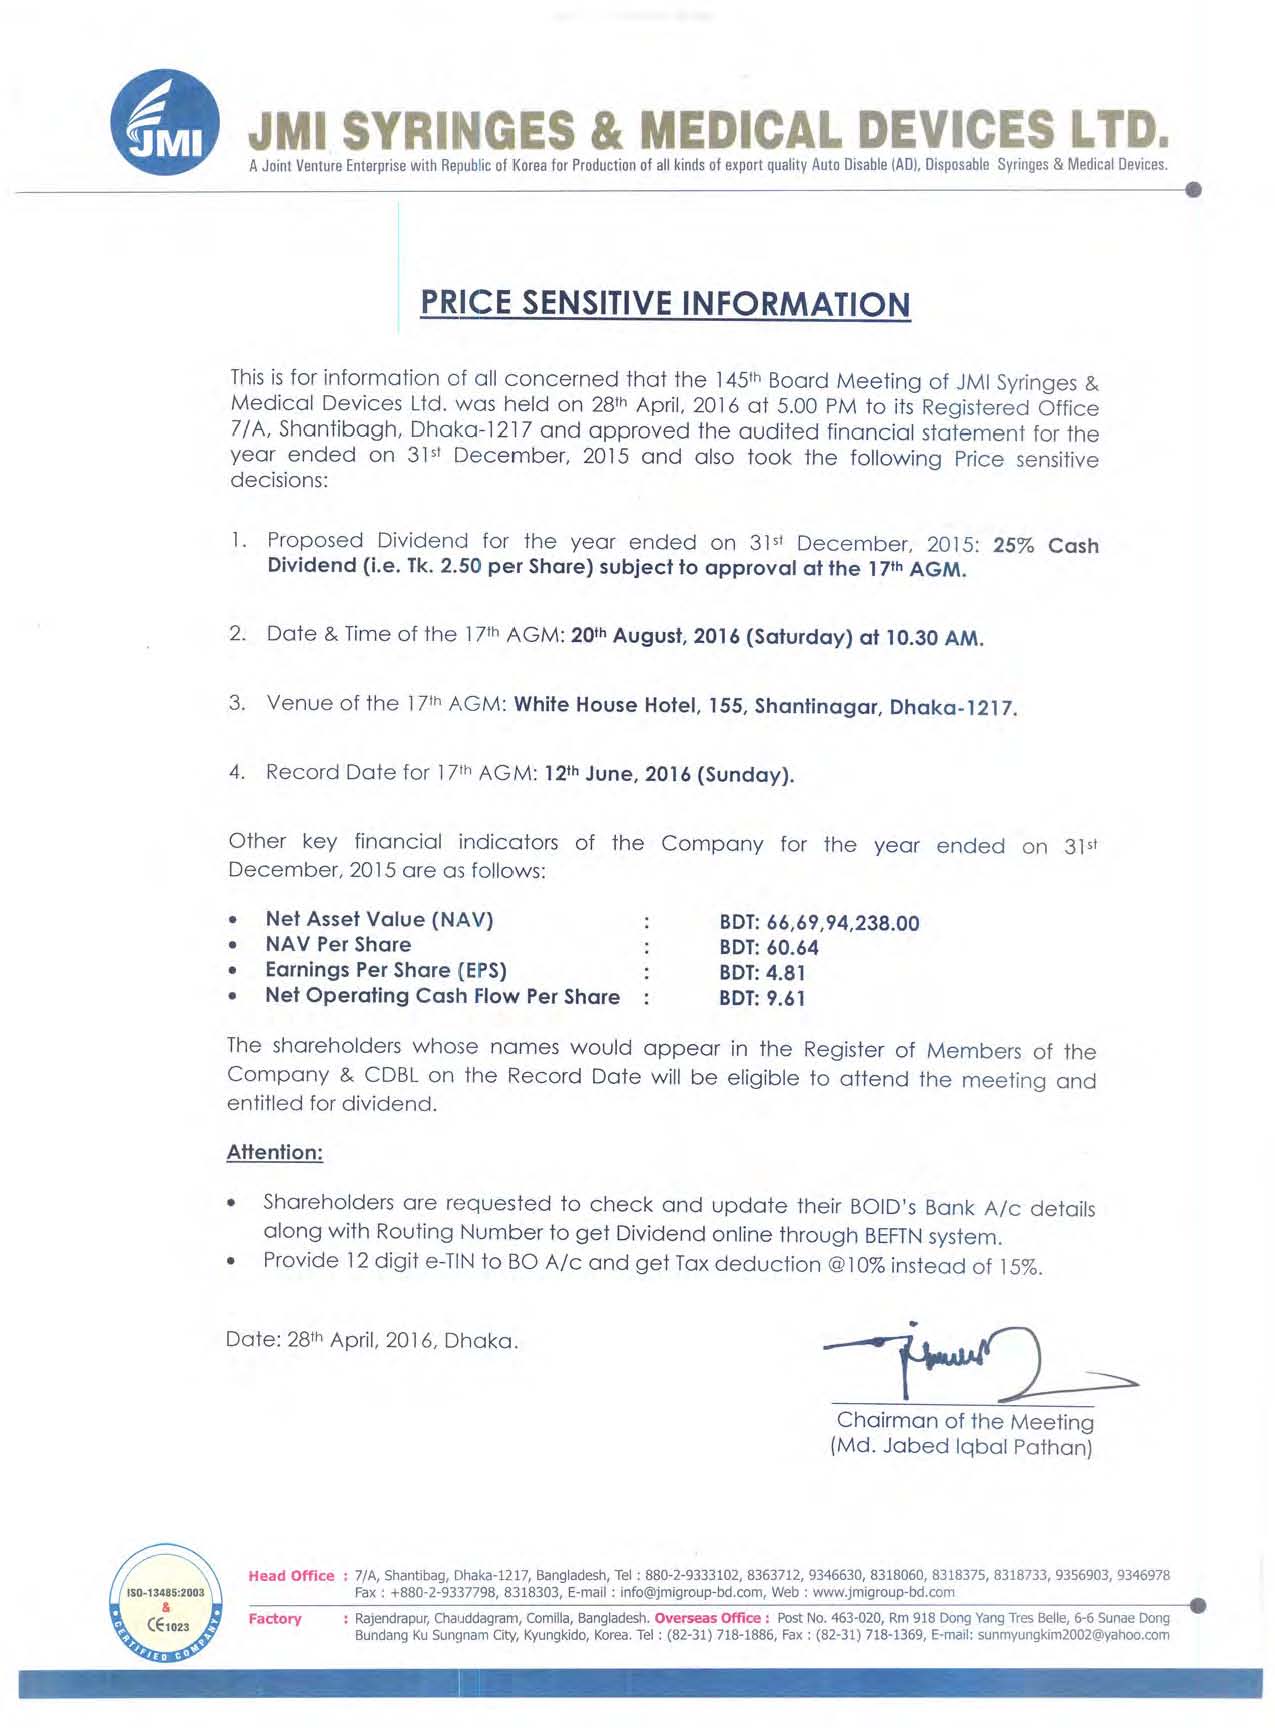 JMI
JMI SYRINGES & MEDICAL DEVICES LTD.
A Joint Venture Enterprise with Republic of Korea for Production of all kinds of export quality Auto Disable (AD), Disposable Syringes & Medical Devices.
PRICE SENSITIVE INFORMATION
This is for information of all concerned that the 145th Board Meeting of JMI Syringes &
Medical Devices Ltd. was held on 28th April, 2016 at 5.00 PM to its Registered Office
7/A, Shantibagh, Dhaka-1217 and approved the audited financial statement for the
year ended on 31st December, 2015 and also took the following Price sensitive
decisions:
1. Proposed Dividend for the year ended on 31st December, 2015: 25% Cash
Dividend (i.e. Tk. 2.50 per Share) subject to approval at the 17th AGM.
2. Date & Time of the 17th AGM: 20th August, 2016 (Saturday) at 10.30 AM.
3. Venue of the 17th AGM: White House Hotel, 155, Shantinagar, Dhaka-1217.
4. Record Date for 17th AGM: 12th June, 2016 (Sunday).
Other key financial indicators of the Company for the year ended on 31st
December, 2015 are as follows:
• Net Asset Value (NAV) : BDT: 66,69,94,238.00
• NAV Per Share : BDT: 60.64
• Earnings Per Share (EPS) : BDT: 4.81
• Net Operating Cash Flow Per Share : BDT: 9.61
The shareholders whose names would appear in the Register of Members of the
Company & CDBL on the Record Date will be eligible to attend the meeting and
entitled for dividend.
Attention:
• Shareholders are requested to check and update their BOID's Bank A/c details
along with Routing Number to get Dividend online through BEFTN system.
• Provide 12 digit e-TIN to BO A/c and get Tax deduction @10% instead of 15%.
Date: 28th April, 2016, Dhaka.
Chairman of the Meeting
(Md. Jabed Iqbal Pathan)
ISO-13485:2003
&
CE1023
CERTIFIED COMPANY
Head Office : 7/A, Shantibag, Dhaka-1217, Bangladesh, Tel : 880-2-9333102, 8363712, 9346630, 8318060, 8318375, 8318733, 9356903, 9346978
Fax : +880-2-9337798, 8318303, E-mail : info@jmigroup-bd.com, Web : www.jmigroup-bd.com
Factory : Rajendrapur, Chauddagram, Comilla, Bangladesh. Overseas Office : Post No. 463-020, Rm 918 Dong Yang Tres Belle, 6-6 Sunae Dong
Bundang Ku Sungnam City, Kyungkido, Korea. Tel : (82-31) 718-1886, Fax : (82-31) 718-1369, E-mail: sunmyungkim2002@yahoo.com